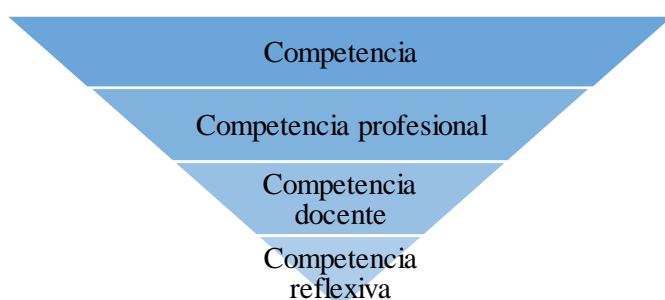 Competencia
Competencia profesional
Competencia
docente
Competencia
reflexiva